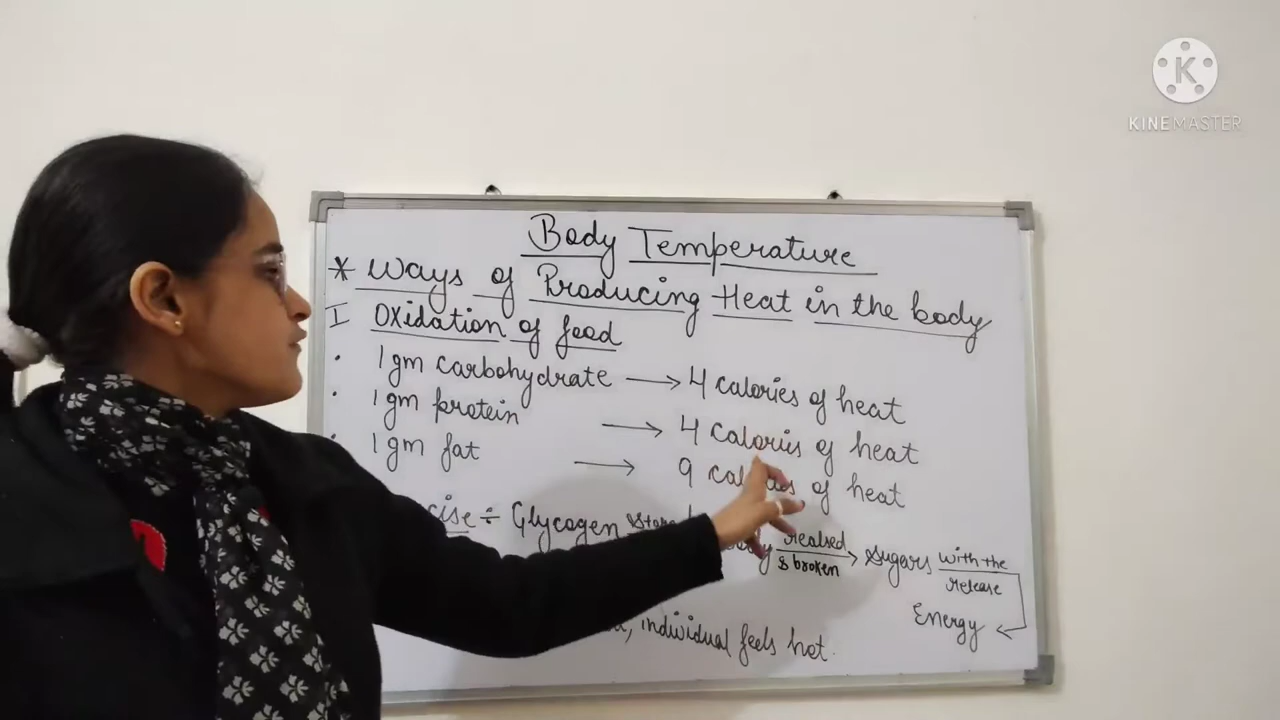 KINEMASTER
Body Temperature
* Ways of Producing Heat in the body
I Oxidation of food
• 1 gm carbohydrate → 4 calories of heat
• 1 gm protein → 4 calories of heat
• 1 gm fat → 9 calories of heat
Glycogen realsed & broken → Sugars with the release
Energy
individual feels hot.